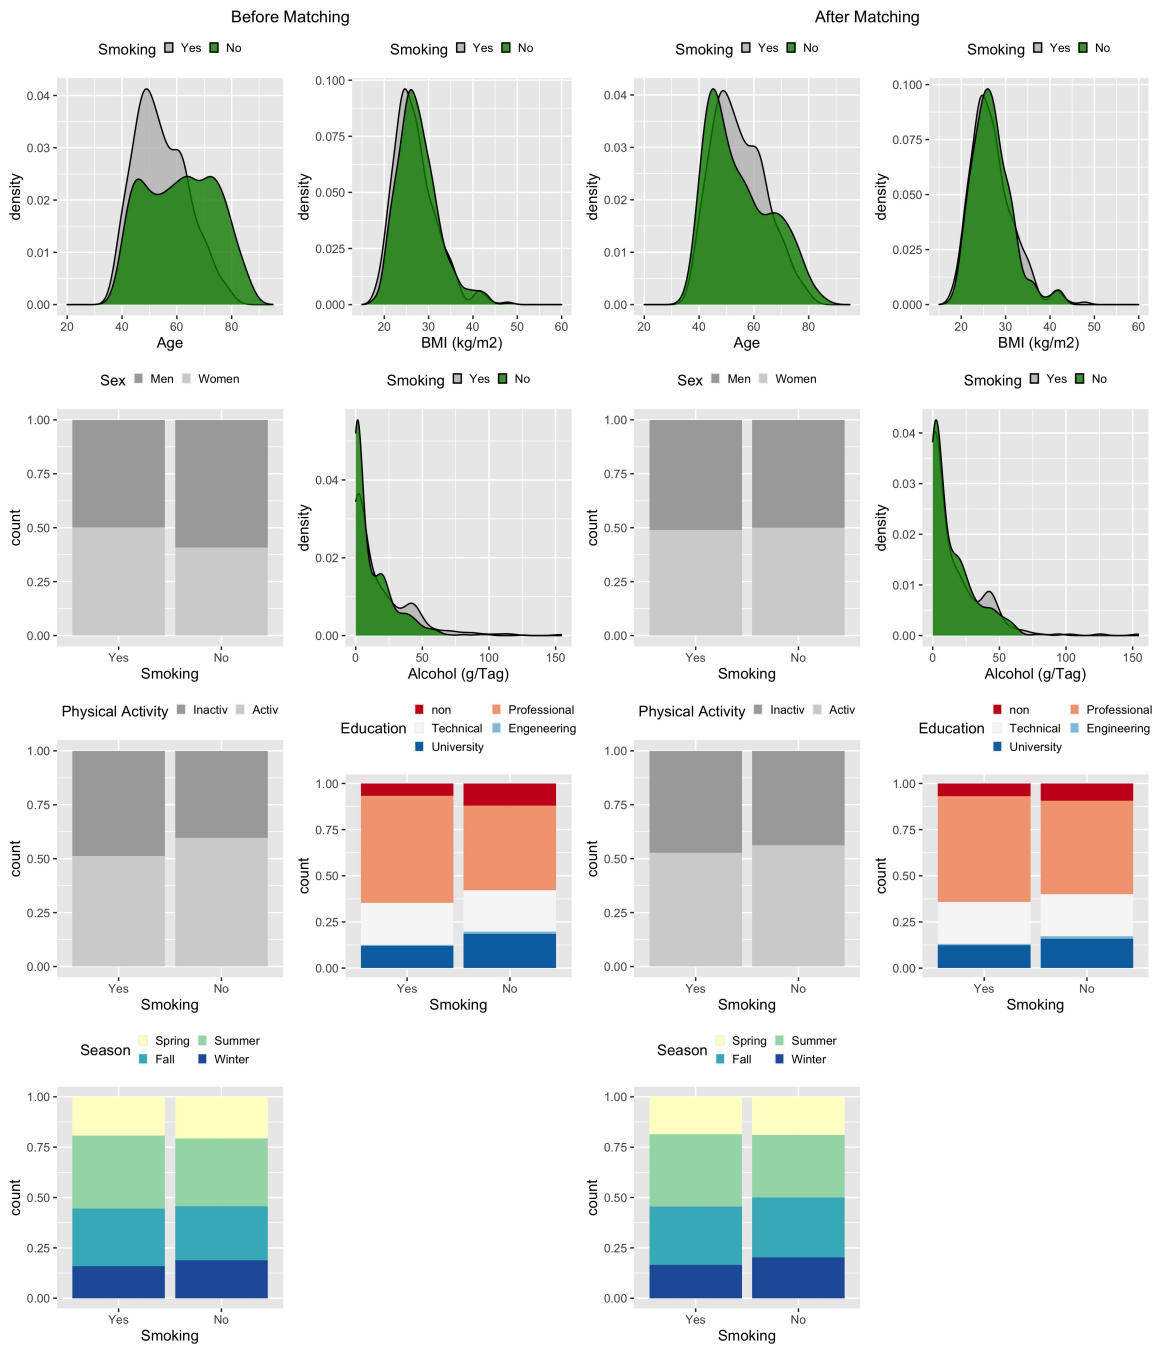 Before Matching
After Matching
Smoking Yes No
Smoking Yes No
Smoking Yes No
Smoking Yes No
density
0.04
0.03
0.02
0.01
0.00
20 40 60 80
Age
density
0.100
0.075
0.050
0.025
0.000
20 30 40 50 60
BMI (kg/m2)
density
0.04
0.03
0.02
0.01
0.00
20 40 60 80
Age
density
0.100
0.075
0.050
0.025
0.000
20 30 40 50 60
BMI (kg/m2)
Sex Men Women
Smoking Yes No
Sex Men Women
Smoking Yes No
count
1.00
0.75
0.50
0.25
0.00
Yes No
Smoking
density
0.04
0.02
0.00
0 50 100 150
Alcohol (g/Tag)
count
1.00
0.75
0.50
0.25
0.00
Yes No
Smoking
density
0.04
0.03
0.02
0.01
0.00
0 50 100 150
Alcohol (g/Tag)
Physical Activity Inactiv Activ
count
1.00
0.75
0.50
0.25
0.00
Yes No
Smoking
Education
non Professional
Technical Engeneering
University
count
1.00
0.75
0.50
0.25
0.00
Yes No
Smoking
Physical Activity Inactiv Activ
count
1.00
0.75
0.50
0.25
0.00
Yes No
Smoking
Education
non Professional
Technical Engineering
University
count
1.00
0.75
0.50
0.25
0.00
Yes No
Smoking
Season
Spring Summer
Fall Winter
count
1.00
0.75
0.50
0.25
0.00
Yes No
Smoking
Season
Spring Summer
Fall Winter
count
1.00
0.75
0.50
0.25
0.00
Yes No
Smoking